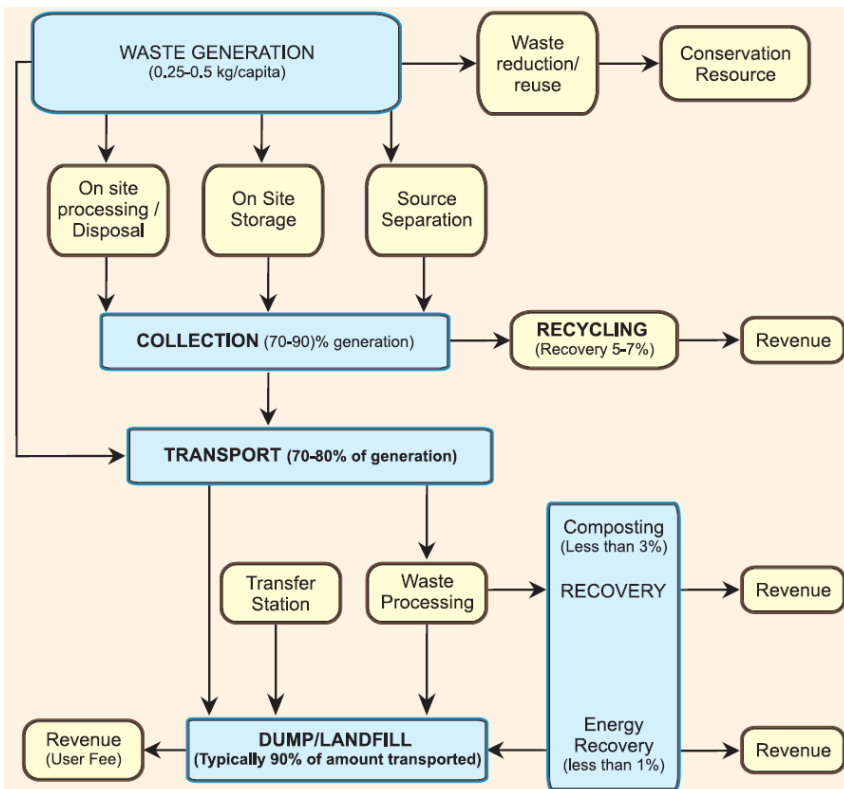 WASTE GENERATION
(0.25-0.5 kg/capita)
Waste
reduction/
reuse
Conservation
Resource
On site
processing /
Disposal
On Site
Storage
Source
Separation
COLLECTION (70-90)% generation)
RECYCLING
(Recovery 5-7%)
Revenue
TRANSPORT (70-80% of generation)
Composting
(Less than 3%)
Transfer
Station
Waste
Processing
RECOVERY
Revenue
Revenue
(User Fee)
DUMP/LANDFILL
(Typically 90% of amount transported)
Energy
Recovery
(less than 1%)
Revenue